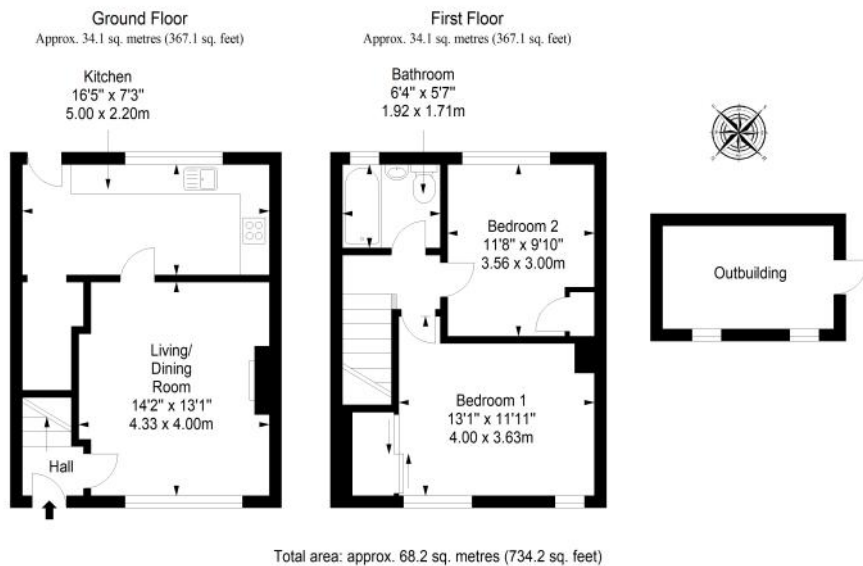 Ground Floor
Approx. 34.1 sq. metres (367.1 sq. feet)
Kitchen
16'5" x 7'3"
5.00 x 2.20m
Living/
Dining
Room
14'2" x 13'1"
4.33 x 4.00m
Hall
First Floor
Approx. 34.1 sq. metres (367.1 sq. feet)
Bathroom
6'4" x 5'7"
1.92 x 1.71m
Bedroom 2
11'8" x 9'10"
3.56 x 3.00m
Bedroom 1
13'1" x 11'11"
4.00 x 3.63m
Outbuilding
Total area: approx. 68.2 sq. metres (734.2 sq. feet)